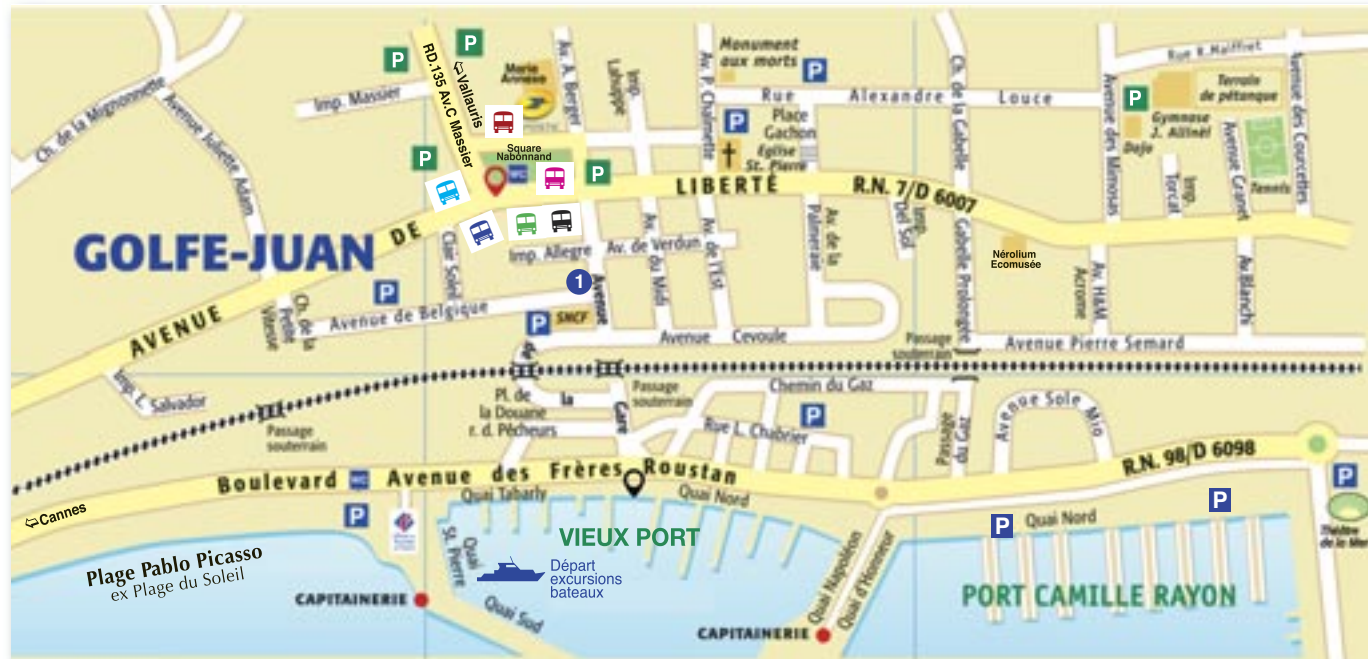 Ch. de la Mignonnette
Avenue Juliette Adam
Imp. Massier
P
P
RD.135 Av.C Massier
Vallauris
Mairie
Annexe
Av. A. Berger
Imp.
Lahuppe
Av. P. Chalmette
Monument
aux morts
P
Rue Alexandre Louce
Ch. de la Gabelle
Rue R. Malffret
Avenue des Mimosas
P
Terrain
de pétanque
Gymnase
J. Allinéi
Dojo
Avenue des Courcettes
Imp.
Torcat
Avenue Granet
Tennis
P
Square
Nabonnand
WC
P
P
Place
Gachon
Eglise
St. Pierre
GOLFE-JUAN
AVENUE DE LIBERTÉ R.N. 7/D 6007
Clair Soleil
Imp. Allegre
Av. de Verdun
Av. du Midi
Av. de l'Est
Av. de la
Palmeraie
Imp.
Del Sol
Gabelle Prolongée
Nérolium
Ecomusée
Av. H&M
Acrome
Av.Blanchi
Ch. de la
Petite
Vitesse
P
Avenue de Belgique
1
Avenue
P
SNCF
Avenue Cevoule
Passage
souterrain
Avenue Pierre Semard
Imp. L. Salvador
Passage
souterrain
de
la
Gare
Pl. de
la Douane
r. d. Pêcheurs
Passage
souterrain
Chemin du Gaz
P
Rue L. Chabrier
Passage
du Gaz
Avenue Sole Mio
R.N. 98/D 6098
Boulevard WC Avenue des Frères Roustan
Cannes
P
Quai Tabarly
Quai Nord
P
Quai Nord
P
P
Théâtre
de la Mer
Plage Pablo Picasso
ex Plage du Soleil
Quai
St. Pierre
VIEUX PORT
Départ
excursions
bateaux
Quai Napoléon
Quai d'Honneur
PORT CAMILLE RAYON
CAPITAINERIE
Quai Sud
CAPITAINERIE